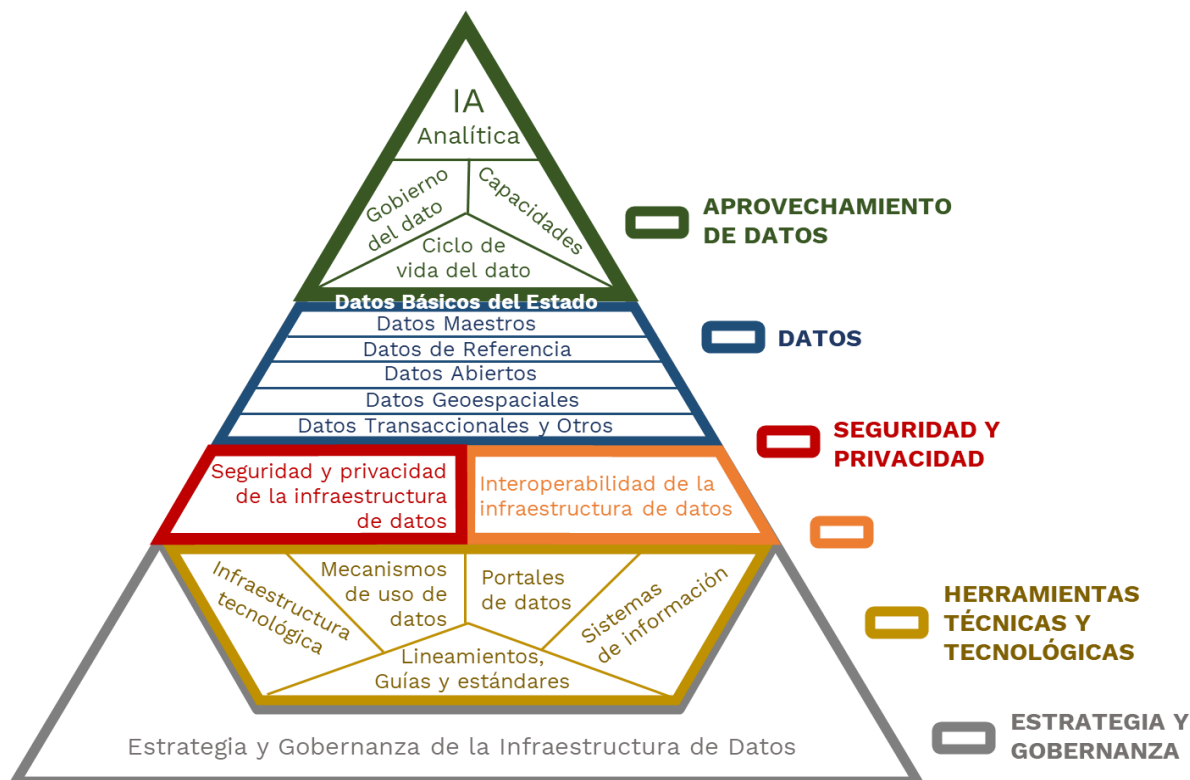 IA
Analítica
Gobierno
del dato
Capacidades
Ciclo de
vida del dato
APROVECHAMIENTO
DE DATOS
Datos Básicos del Estado
Datos Maestros
Datos de Referencia
Datos Abiertos
Datos Geoespaciales
Datos Transaccionales y Otros
DATOS
SEGURIDAD Y
PRIVACIDAD
Seguridad y privacidad
de la infraestructura
de datos
Interoperabilidad de la
infraestructura de datos
Infraestructura
tecnológica
Mecanismos
de uso de
datos
Portales
de datos
Sistemas
de información
Lineamientos,
Guías y estándares
HERRAMIENTAS
TÉCNICAS Y
TECNOLÓGICAS
Estrategia y Gobernanza de la Infraestructura de Datos
ESTRATEGIA Y
GOBERNANZA